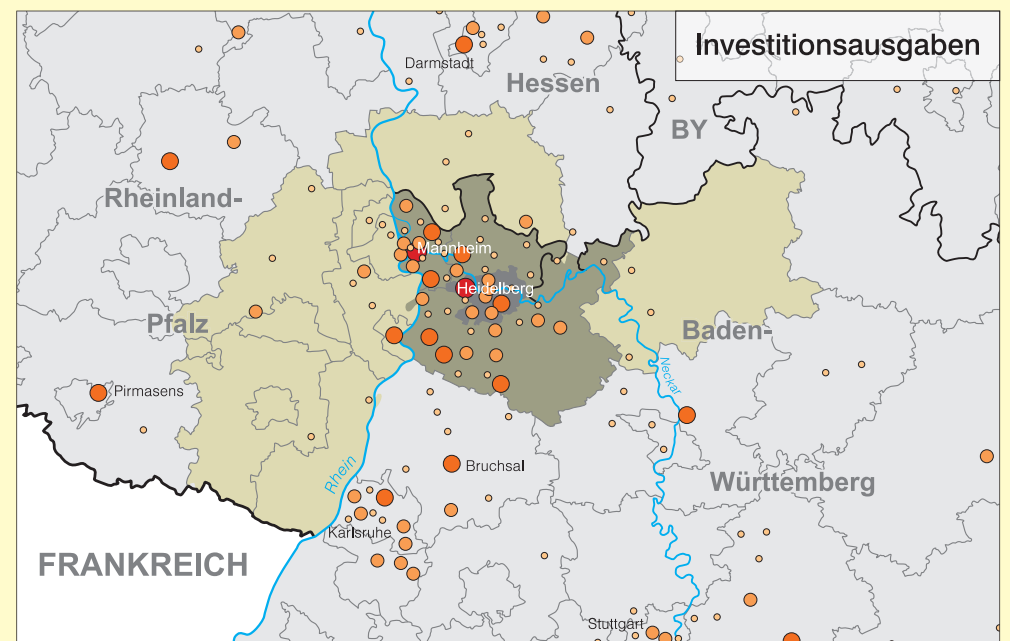 Investitionsausgaben
Darmstadt
Hessen
BY
Rheinland-
Mannheim
Heidelberg
Pfalz
Baden-
Neckar
Pirmasens
Rhein
Bruchsal
Württemberg
Karlsruhe
FRANKREICH
Stuttgart